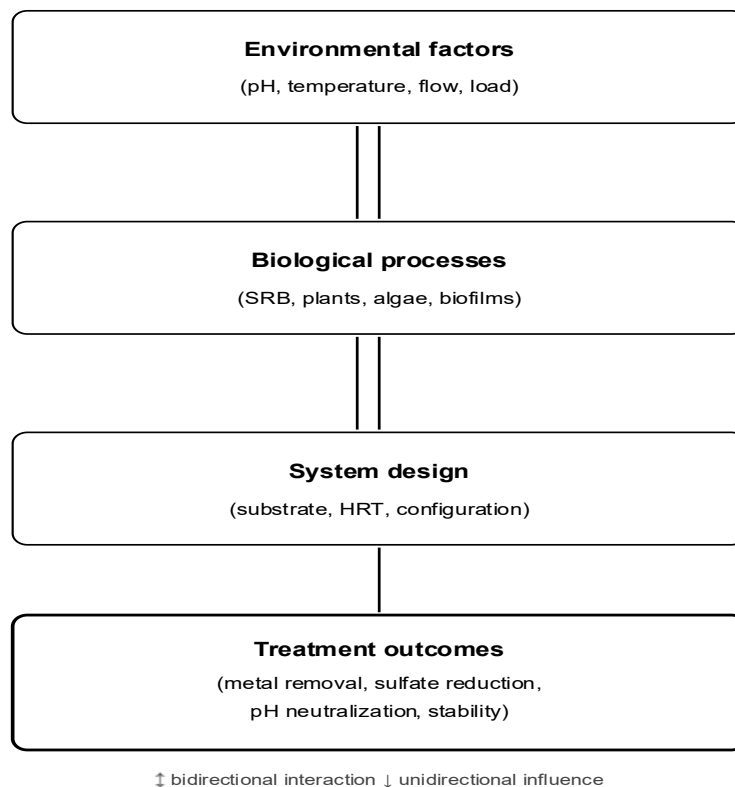 Environmental factors
(pH, temperature, flow, load)
Biological processes
(SRB, plants, algae, biofilms)
System design
(substrate, HRT, configuration)
Treatment outcomes
(metal removal, sulfate reduction,
pH neutralization, stability)
↕ bidirectional interaction ↓ unidirectional influence